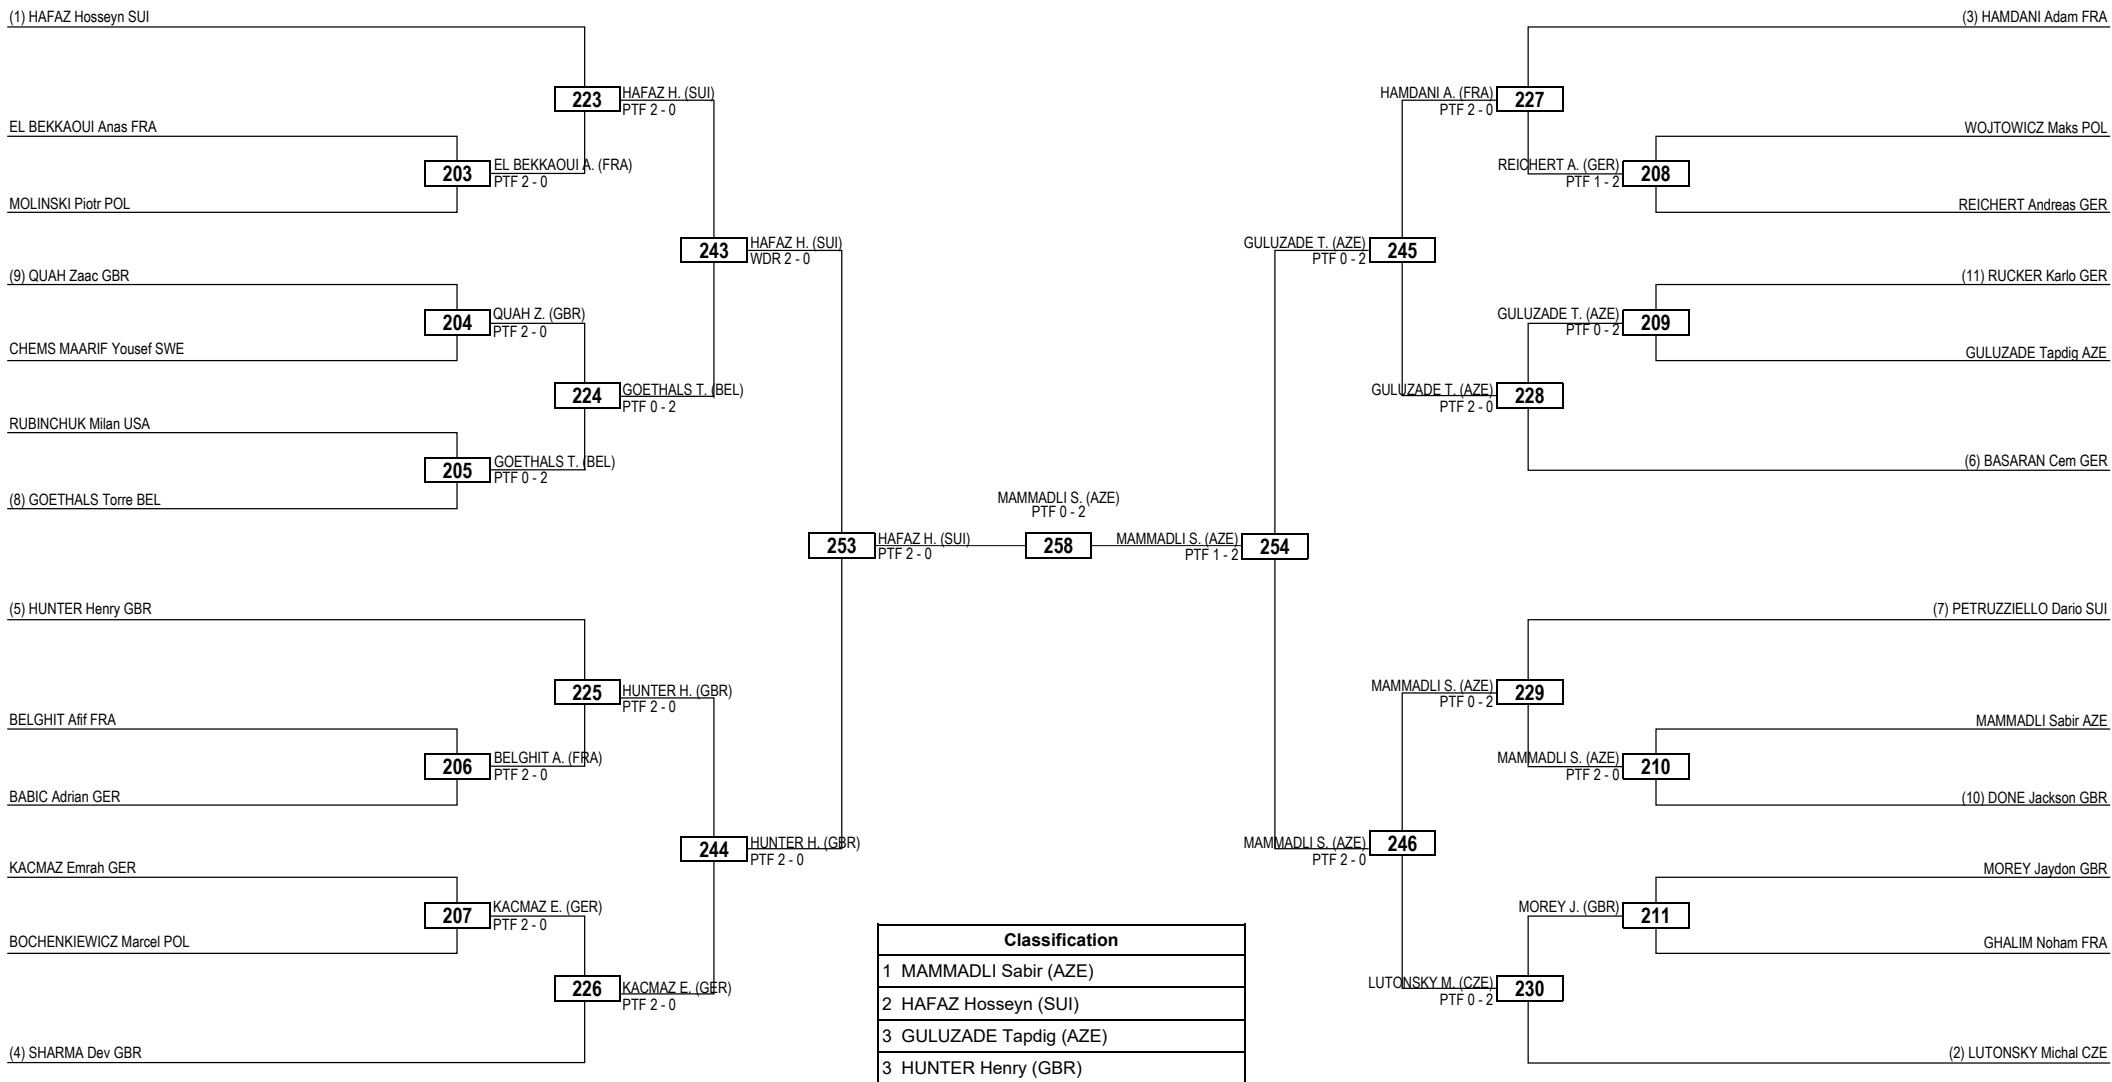 (1) HAFAZ Hosseyn SUI
223
HAFAZ H. (SUI)
PTF 2 - 0
EL BEKKAOUI Anas FRA
203
EL BEKKAOUI A. (FRA)
PTF 2 - 0
MOLINSKI Piotr POL
243
HAFAZ H. (SUI)
WDR 2 - 0
(9) QUAH Zaac GBR
204
QUAH Z. (GBR)
PTF 2 - 0
CHEMS MAARIF Yousef SWE
224
GOETHALS T. (BEL)
PTF 0 - 2
RUBINCHUK Milan USA
205
GOETHALS T. (BEL)
PTF 0 - 2
(8) GOETHALS Torre BEL
253
HAFAZ H. (SUI)
PTF 2 - 0
(5) HUNTER Henry GBR
225
HUNTER H. (GBR)
PTF 2 - 0
BELGHIT Afif FRA
206
BELGHIT A. (FRA)
PTF 2 - 0
BABIC Adrian GER
244
HUNTER H. (GBR)
PTF 2 - 0
KACMAZ Emrah GER
207
KACMAZ E. (GER)
PTF 2 - 0
BOCHENKIEWICZ Marcel POL
226
KACMAZ E. (GER)
PTF 2 - 0
(4) SHARMA Dev GBR
MAMMADLI S. (AZE)
PTF 0 - 2
258
(3) HAMDANI Adam FRA
HAMDANI A. (FRA)
PTF 2 - 0
227
WOJTOWICZ Maks POL
REICHERT A. (GER)
PTF 1 - 2
208
REICHERT Andreas GER
GULUZADE T. (AZE)
PTF 0 - 2
245
(11) RUCKER Karlo GER
GULUZADE T. (AZE)
PTF 0 - 2
209
GULUZADE Tapdig AZE
GULUZADE T. (AZE)
PTF 2 - 0
228
(6) BASARAN Cem GER
MAMMADLI S. (AZE)
PTF 1 - 2
254
(7) PETRUZZIELLO Dario SUI
MAMMADLI S. (AZE)
PTF 0 - 2
229
MAMMADLI Sabir AZE
MAMMADLI S. (AZE)
PTF 2 - 0
210
(10) DONE Jackson GBR
MAMMADLI S. (AZE)
PTF 2 - 0
246
MOREY Jaydon GBR
MOREY J. (GBR)
211
GHALIM Noham FRA
LUTONSKY M. (CZE)
PTF 0 - 2
230
(2) LUTONSKY Michal CZE
Classification
1 MAMMADLI Sabir (AZE)
2 HAFAZ Hosseyn (SUI)
3 GULUZADE Tapdig (AZE)
3 HUNTER Henry (GBR)